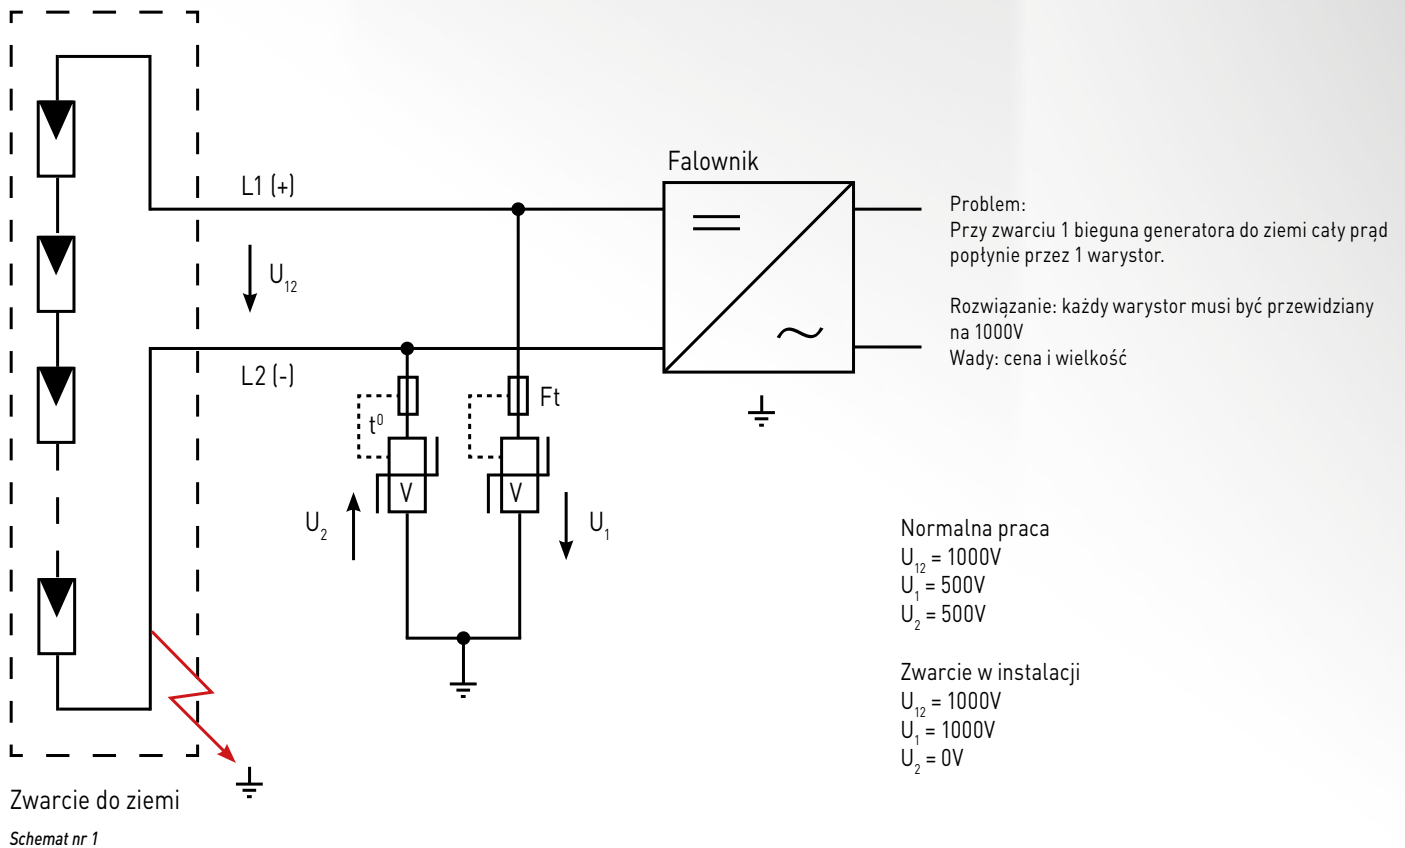 Falownik
L1 (+)
Problem:
Przy zwarciu 1 bieguna generatora do ziemi cały prąd
popłynie przez 1 warystor.
U12
Rozwiązanie: każdy warystor musi być przewidziany
na 1000V
Wady: cena i wielkość
L2 (-)
t0
Ft
V
V
U2
U1
Normalna praca
U12 = 1000V
U1 = 500V
U2 = 500V
Zwarcie w instalacji
U12 = 1000V
U1 = 1000V
U2 = 0V
Zwarcie do ziemi
Schemat nr 1